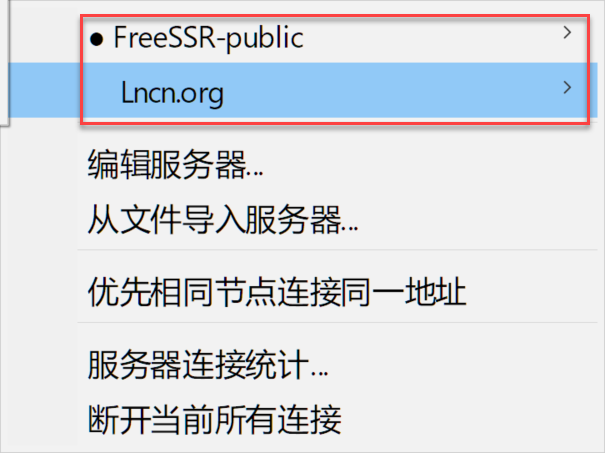 ● FreeSSR-public
Lncn.org
编辑服务器...
从文件导入服务器...
优先相同节点连接同一地址
服务器连接统计...
断开当前所有连接